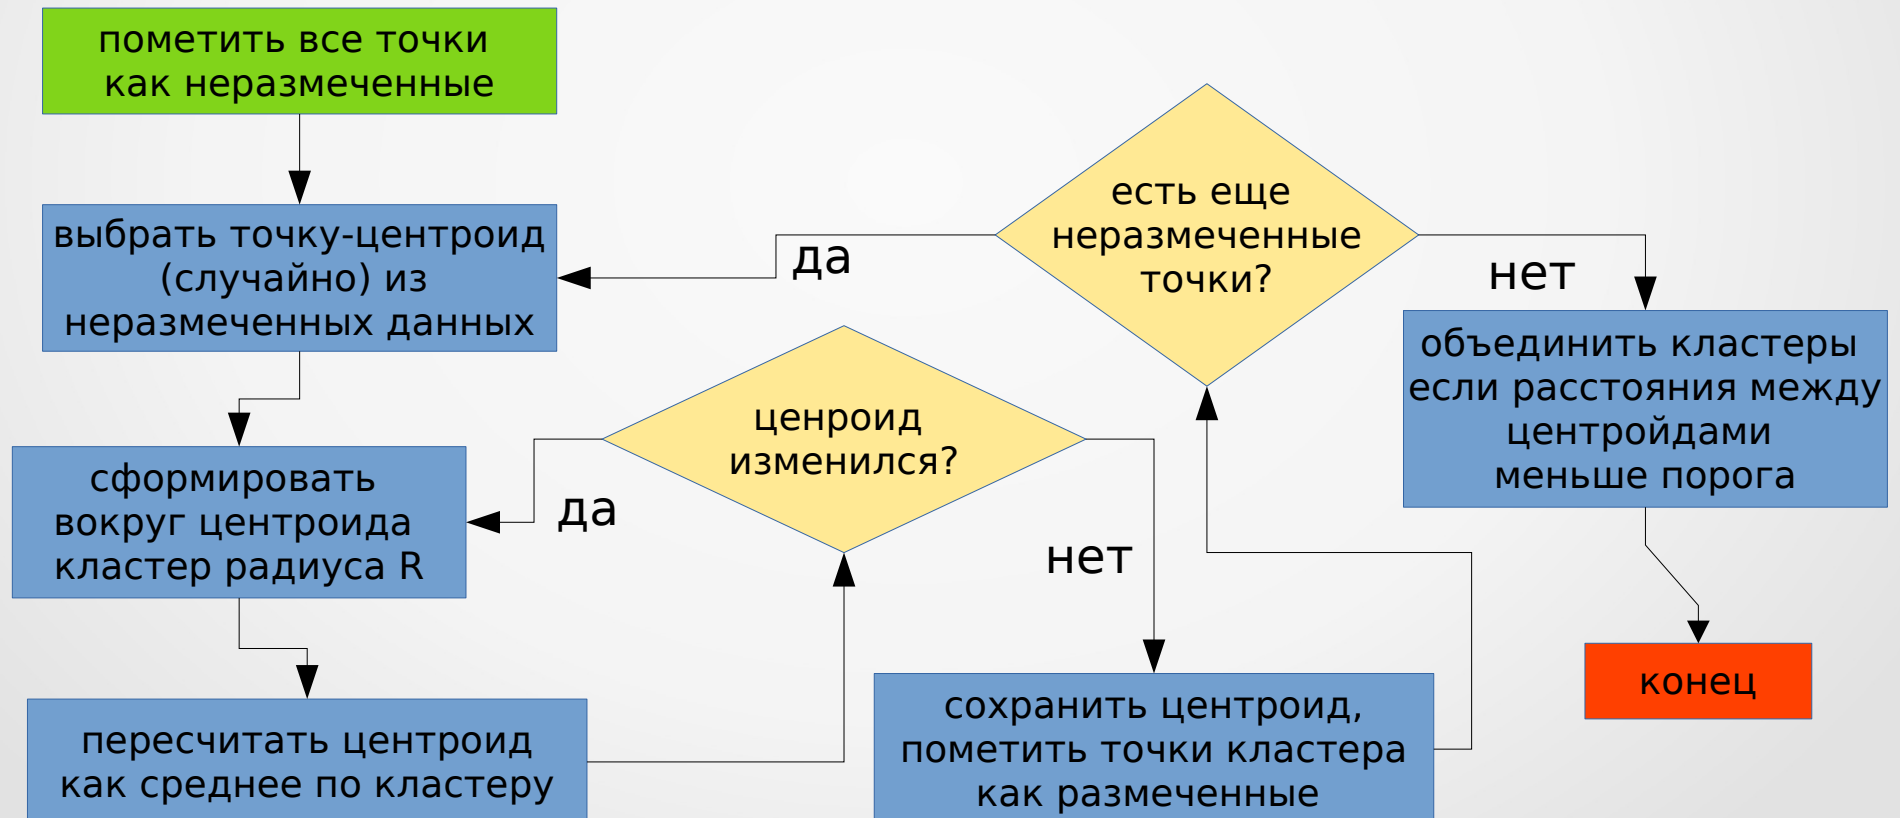 пометить все точки
как неразмеченные
выбрать точку-центроид
(случайно) из
неразмеченных данных
сформировать
вокруг центроида
кластер радиуса R
пересчитать центроид
как среднее по кластеру
ценроид
изменился?
да
нет
сохранить центроид,
пометить точки кластера
как размеченные
есть еще
неразмеченные
точки?
да
нет
объединить кластеры
если расстояния между
центройдами
меньше порога
конец